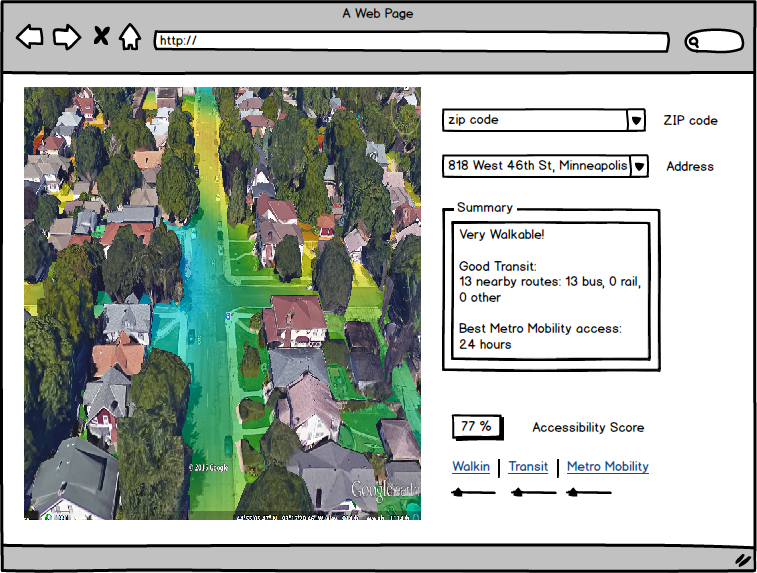 A Web Page
http://
zip code
ZIP code
818 West 46th St, Minneapolis
Address
Summary
Very Walkable!
Good Transit:
13 nearby routes: 13 bus, 0 rail,
0 other
Best Metro Mobility access:
24 hours
77 %
Accessibility Score
Walkin | Transit | Metro Mobility
Google earth